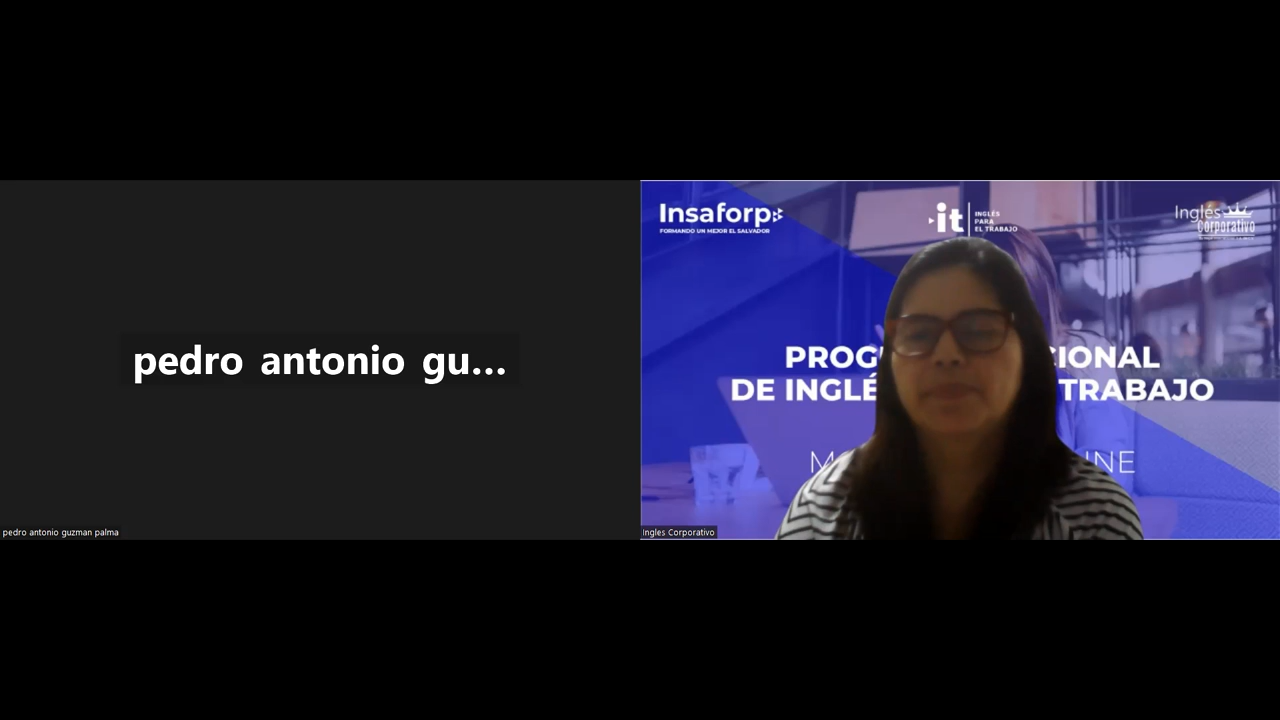 pedro antonio gu...
pedro antonio guzman palma
Insaforp
FORMANDO UN MEJOR EL SALVADOR
it
INGLÉS
PARA
EL TRABAJO
Inglés
Corporativo
PROG CIONAL
DE INGLÉ TRABAJO
M INE
Ingles Corporativo